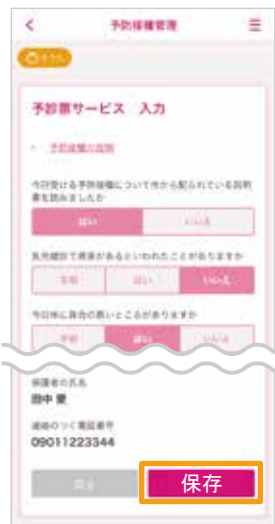 予防接種管理
予診票サービス 入力
予防接種の説明
今日受ける予防接種について市から配られている説明
書を読みましたか
はい いいえ
乳児健診で異常があるといわれたことがありますか
不明 はい いいえ
今日体に具合の悪いところがありますか
不明 はい いいえ
保護者の氏名
田中 愛
連絡のつく電話番号
09011223344
戻る 保存